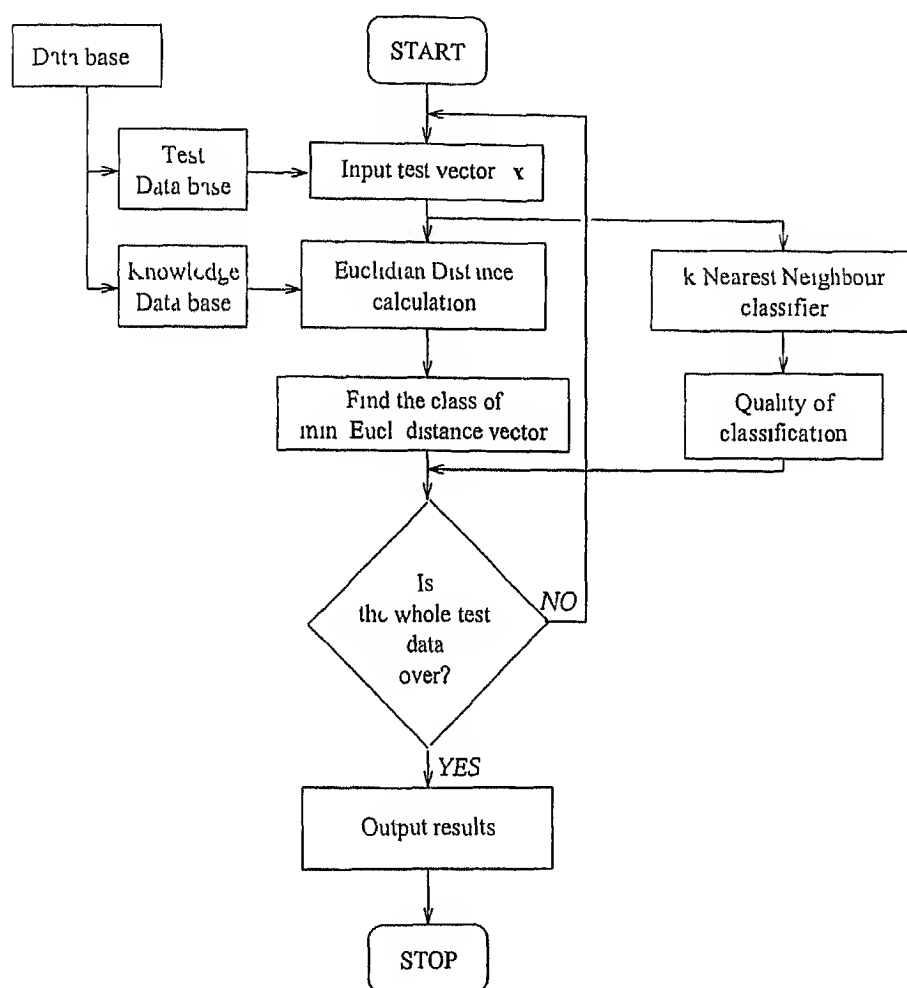 Data base
START
Test
Data base
Input test vector x
Knowledge
Data base
Euclidian Distance
calculation
k Nearest Neighbour
classifier
Find the class of
min Eucl distance vector
Quality of
classification
Is
the whole test
data
over?
NO
YES
Output results
STOP